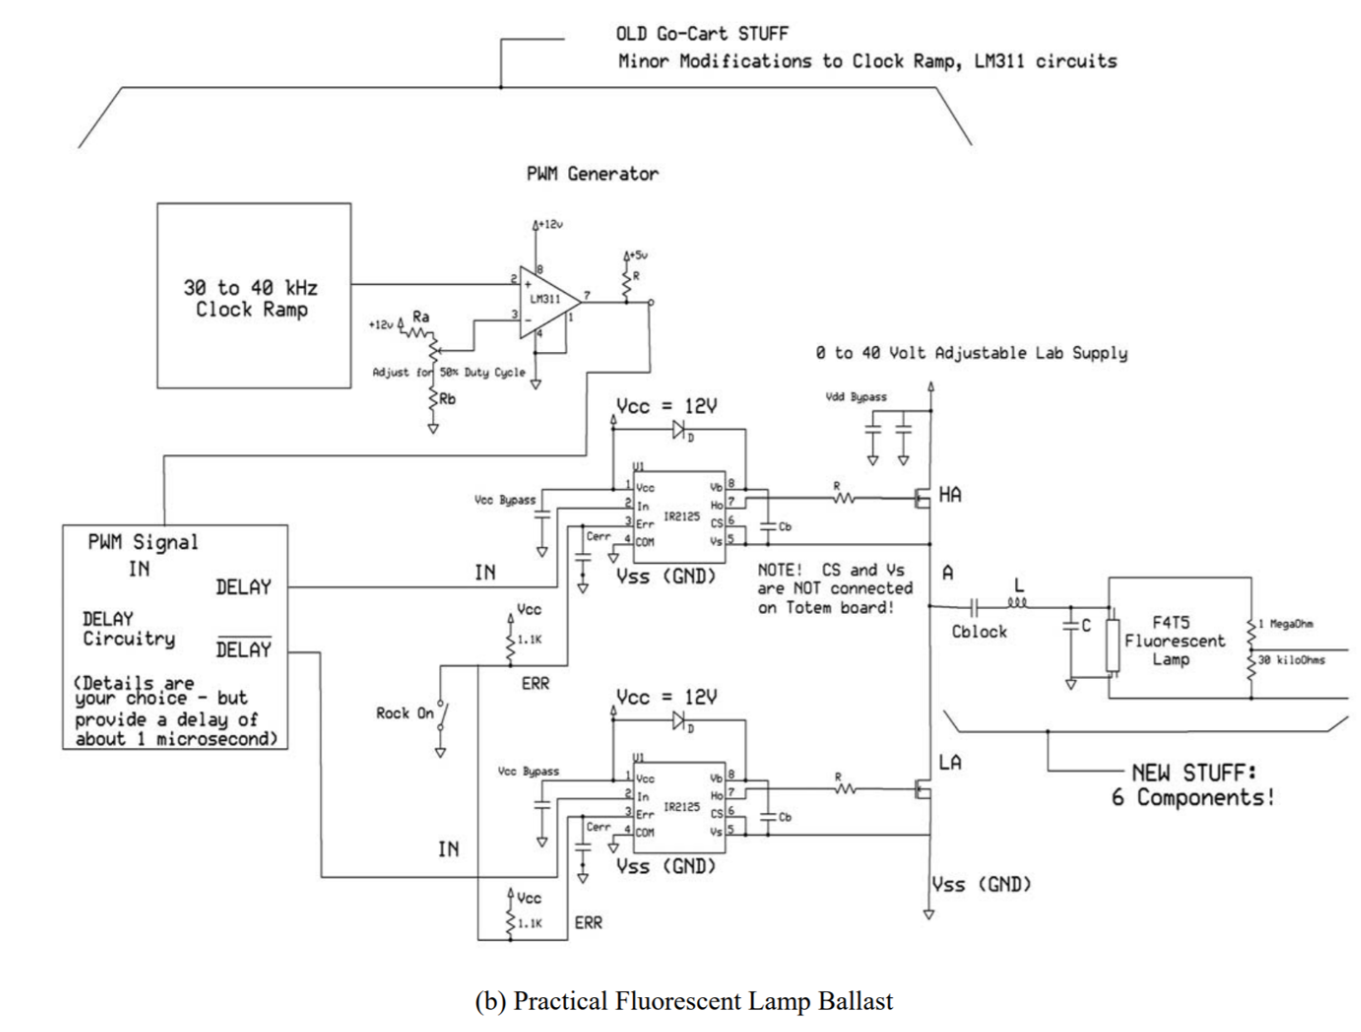 OLD Go-Cart STUFF
Minor Modifications to Clock Ramp, LM311 circuits
PWM Generator
30 to 40 kHz
Clock Ramp
+12v
8
2
+
LM311
7
3
-
4
1
+5v
R
+12v
Ra
Adjust for 50% Duty Cycle
Rb
0 to 40 Volt Adjustable Lab Supply
Vdd Bypass
Vcc = 12V
D
U1
Vcc Bypass
1 Vcc
2 In
3 Err
4 COM
IR2125
Vb 8
Ho 7
CS 6
Vs 5
Cerr
Cb
R
HA
Vss (GND)
NOTE! CS and Vs
are NOT connected
on Totem board!
A
PWM Signal
IN
DELAY
DELAY
Circuitry
DELAY
(Details are
your choice - but
provide a delay of
about 1 microsecond)
IN
Vcc
1.1K
ERR
Rock On
Cblock
L
C
F4T5
Fluorescent
Lamp
1 MegaOhm
30 kiloOhms
Vcc = 12V
D
U1
Vcc Bypass
1 Vcc
2 In
3 Err
4 COM
IR2125
Vb 8
Ho 7
CS 6
Vs 5
Cerr
Cb
R
LA
Vss (GND)
NEW STUFF:
6 Components!
IN
Vcc
1.1K
ERR
Vss (GND)
(b) Practical Fluorescent Lamp Ballast